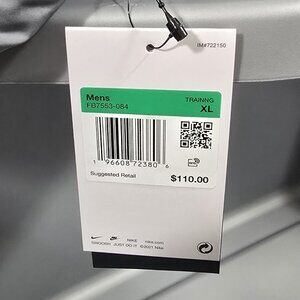 IM#722156
Mens
TRAINING
FB7553-084
XL
1 96608 72380 6
Suggested Retail
$110.00
NIKE nike.com
SWOOSH JUST DO IT ©2021 Nike